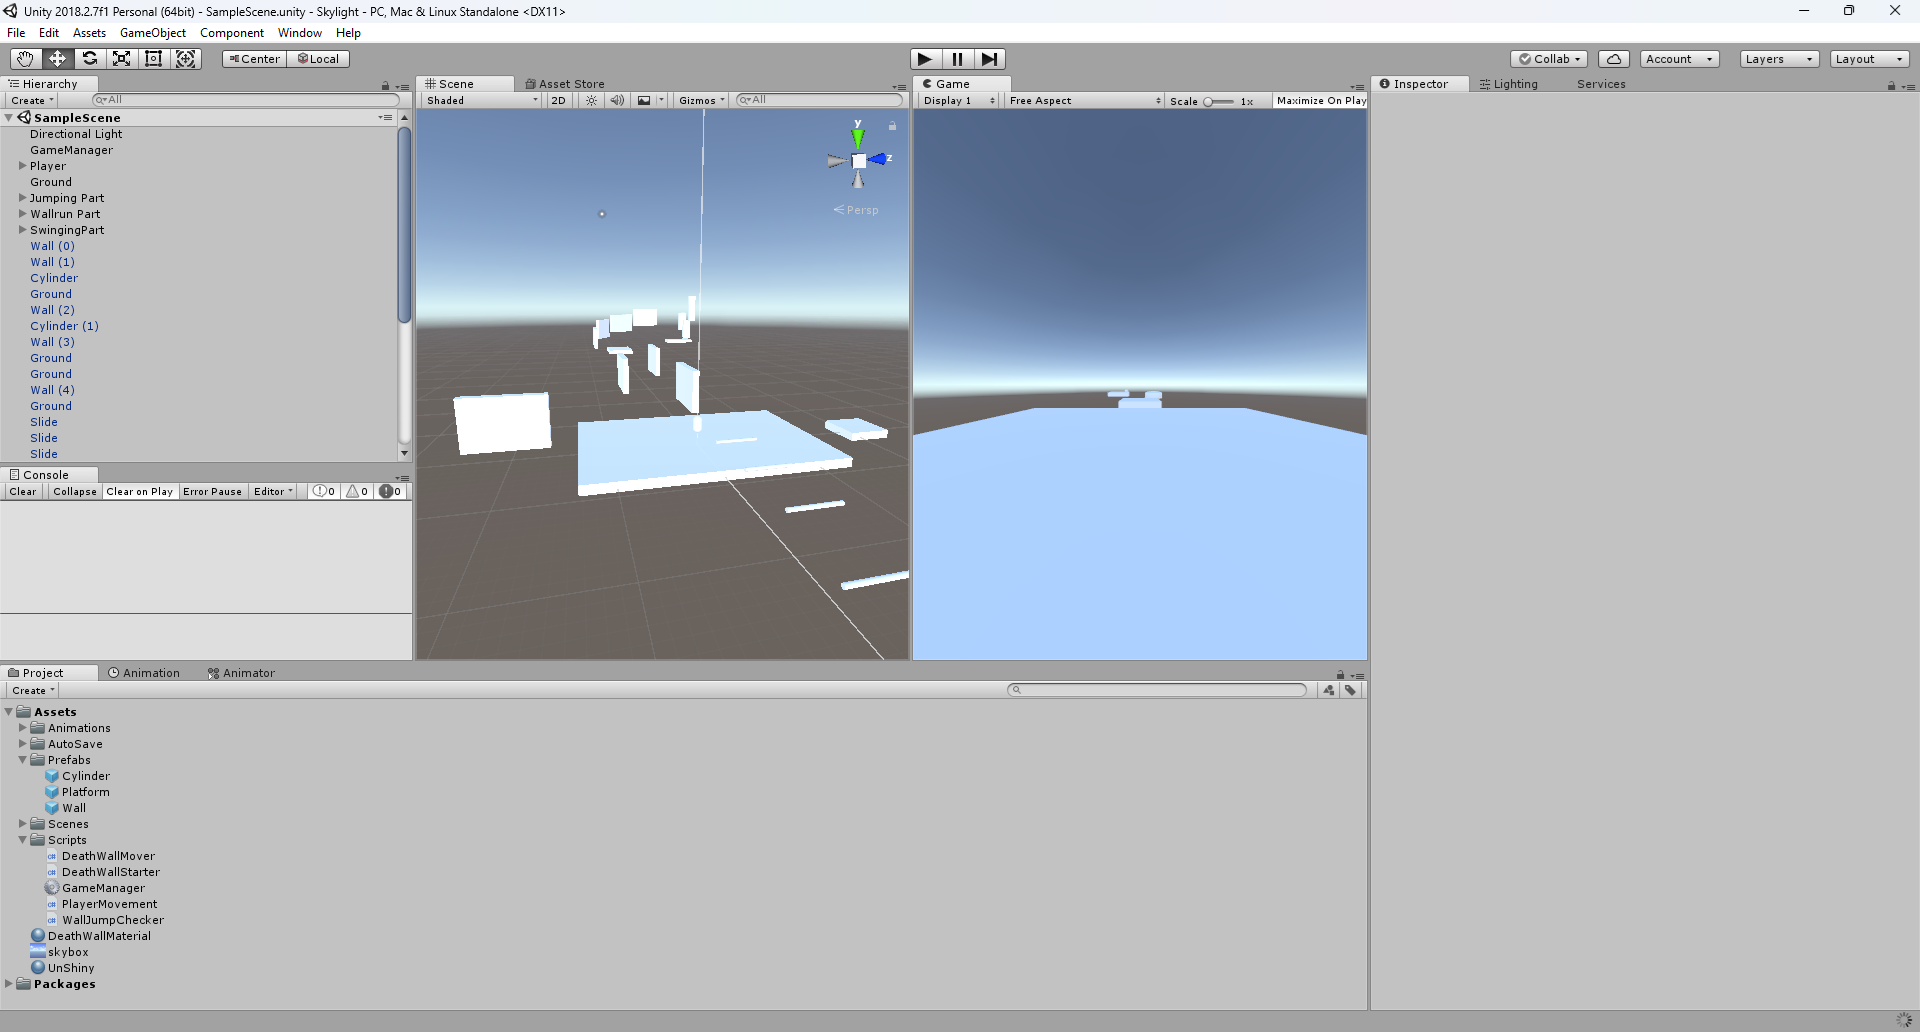 Unity 2018.2.7f1 Personal (64bit) - SampleScene.unity - Skylight - PC, Mac & Linux Standalone <DX11>
File Edit Assets GameObject Component Window Help
Center Local Collab Account Layers Layout
Hierarchy
Create All
SampleScene
Directional Light
GameManager
Player
Ground
Jumping Part
Wallrun Part
SwingingPart
Wall (0)
Wall (1)
Cylinder
Ground
Wall (2)
Cylinder (1)
Wall (3)
Ground
Ground
Wall (4)
Ground
Slide
Slide
Slide
Console
Clear Collapse Clear on Play Error Pause Editor 0 0 0
Scene Asset Store
Shaded 2D Gizmos All
y
z
Persp
Game
Display 1 Free Aspect Scale 1x Maximize On Play
Inspector Lighting Services
Project Animation Animator
Create
Assets
Animations
AutoSave
Prefabs
Cylinder
Platform
Wall
Scenes
Scripts
DeathWallMover
DeathWallStarter
GameManager
PlayerMovement
WallJumpChecker
DeathWallMaterial
skybox
UnShiny
Packages